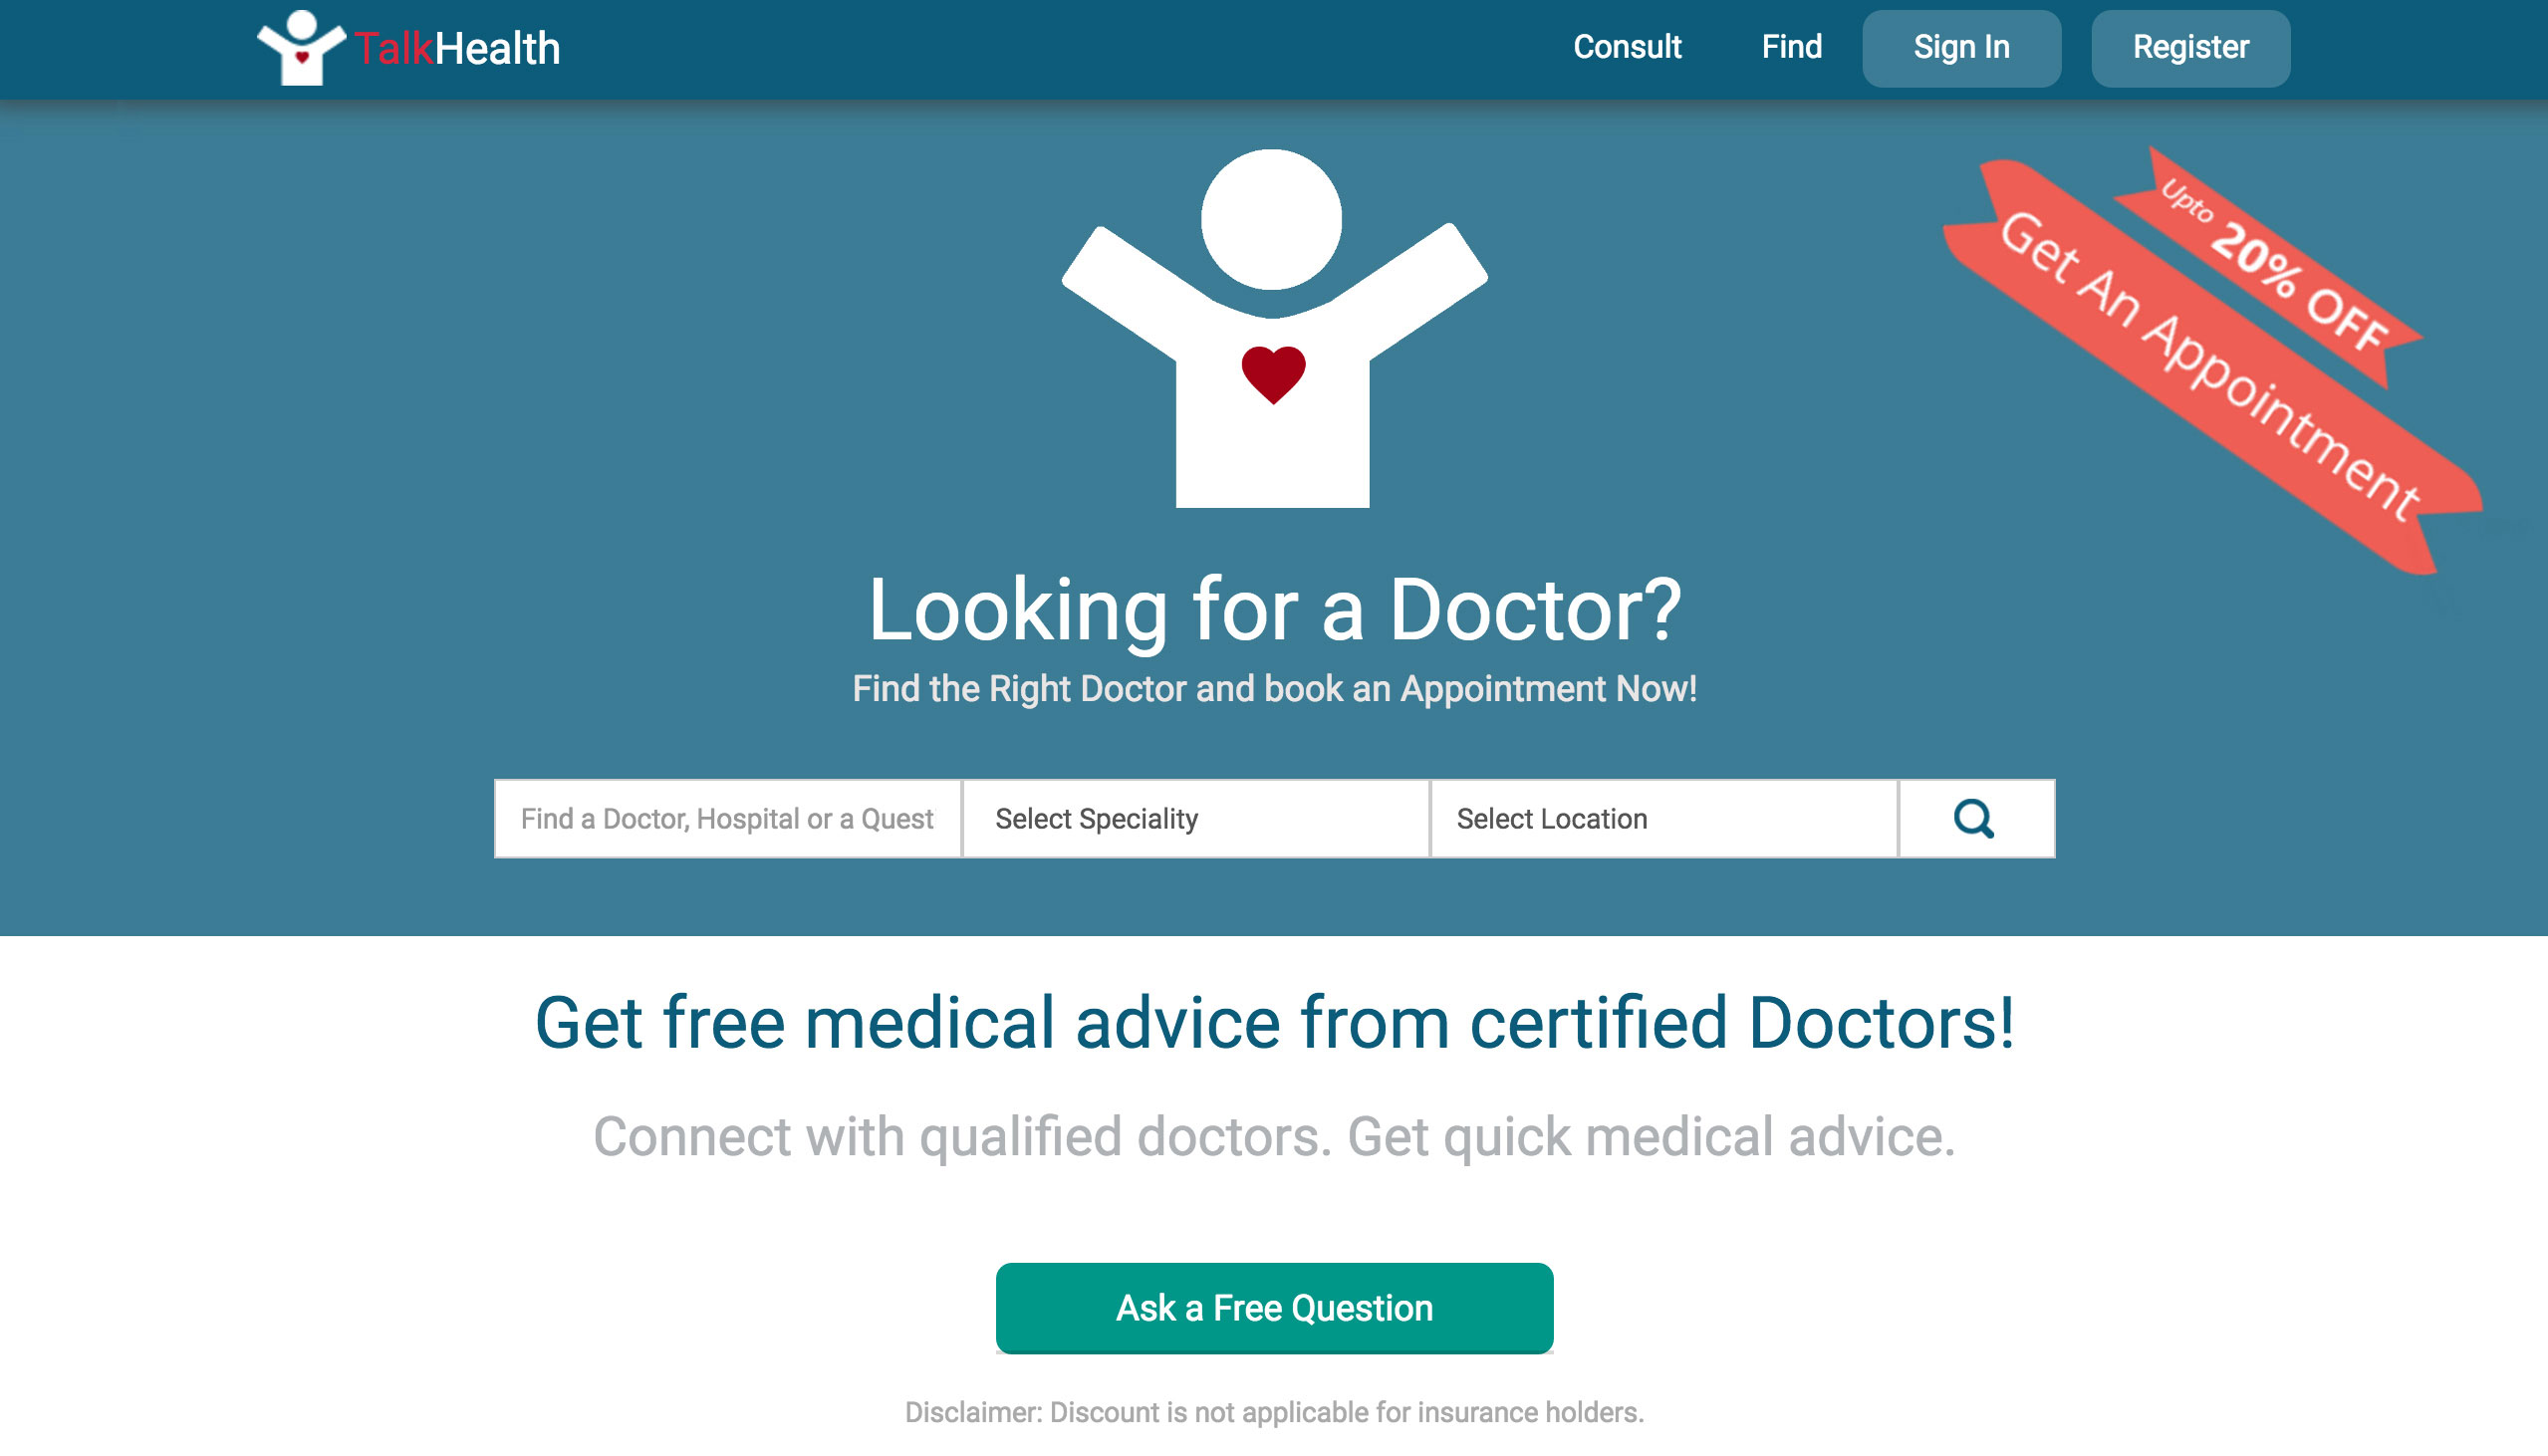 TalkHealth
Consult
Find
Sign In
Register
Upto 20% OFF
Get An Appointment
Looking for a Doctor?
Find the Right Doctor and book an Appointment Now!
Find a Doctor, Hospital or a Quest
Select Speciality
Select Location
Get free medical advice from certified Doctors!
Connect with qualified doctors. Get quick medical advice.
Ask a Free Question
Disclaimer: Discount is not applicable for insurance holders.